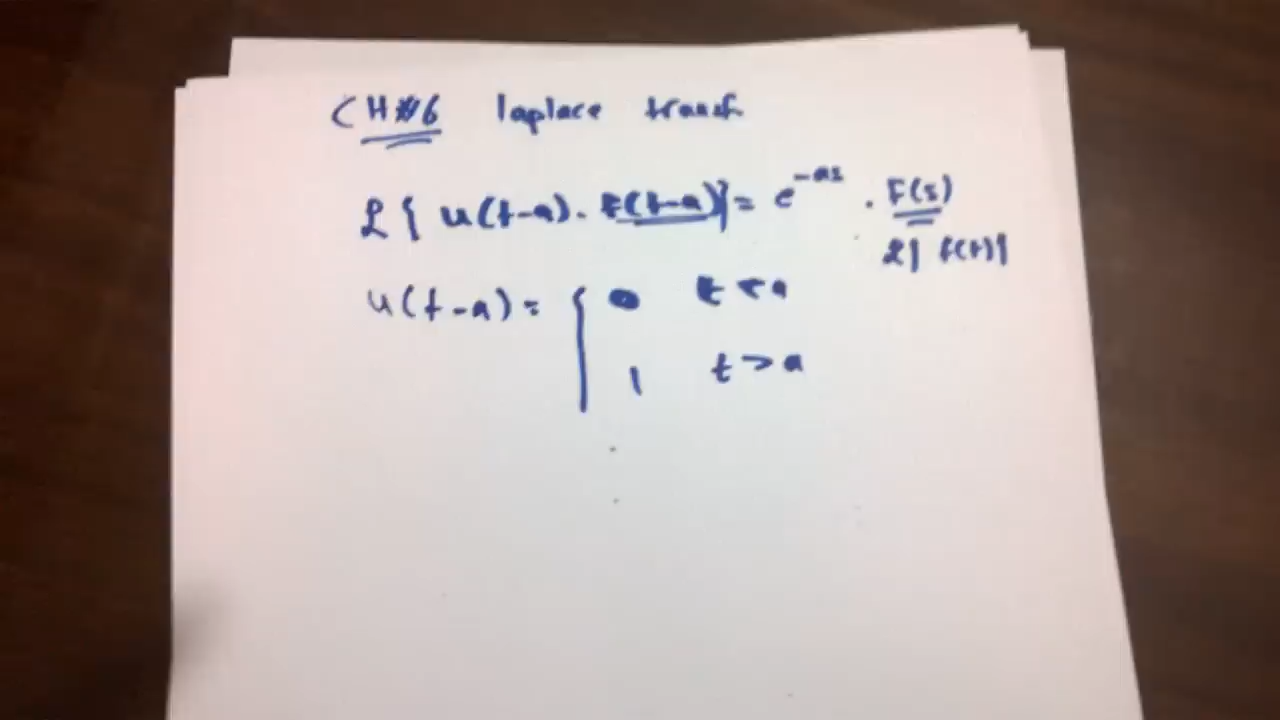 CH#6 laplace transf.
ℒ{ u(t-a). f(t-a)} = e^{-as} . F(s)
ℒ{ f(t)}
u(t-a) = { 0 t < a
1 t > a